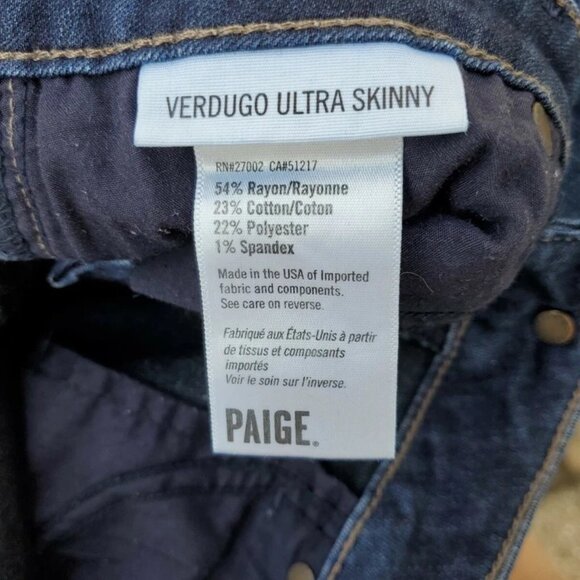 VERDUGO ULTRA SKINNY
RN#27002 CA#51217
54% Rayon/Rayonne
23% Cotton/Coton
22% Polyester
1% Spandex
Made in the USA of Imported
fabric and components.
See care on reverse.
Fabriqué aux États-Unis à partir
de tissus et composants
importés
Voir le soin sur l'inverse.
PAIGE®